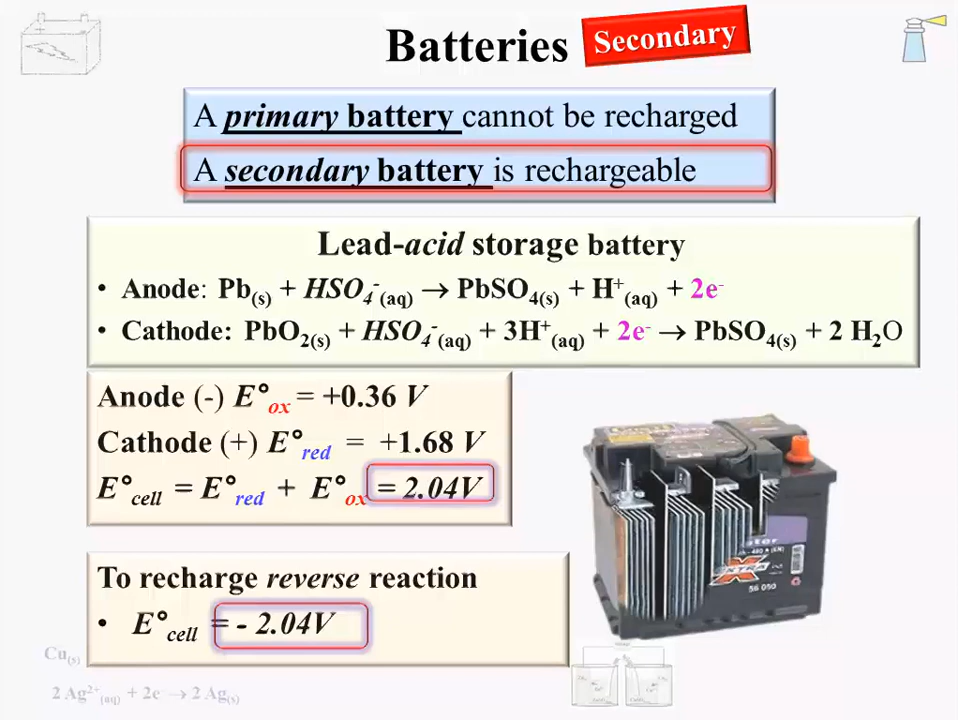 Batteries Secondary
A primary battery cannot be recharged
A secondary battery is rechargeable
Lead-acid storage battery
• Anode: Pb(s) + HSO4-(aq) → PbSO4(s) + H+(aq) + 2e-
• Cathode: PbO2(s) + HSO4-(aq) + 3H+(aq) + 2e- → PbSO4(s) + 2 H2O
Anode (-) E°ox = +0.36 V
Cathode (+) E°red = +1.68 V
E°cell = E°red + E°ox = 2.04V
To recharge reverse reaction
• E°cell = - 2.04V
Cu(s)
2 Ag2+(aq) + 2e → 2 Ag(s)
XTRA
56 090